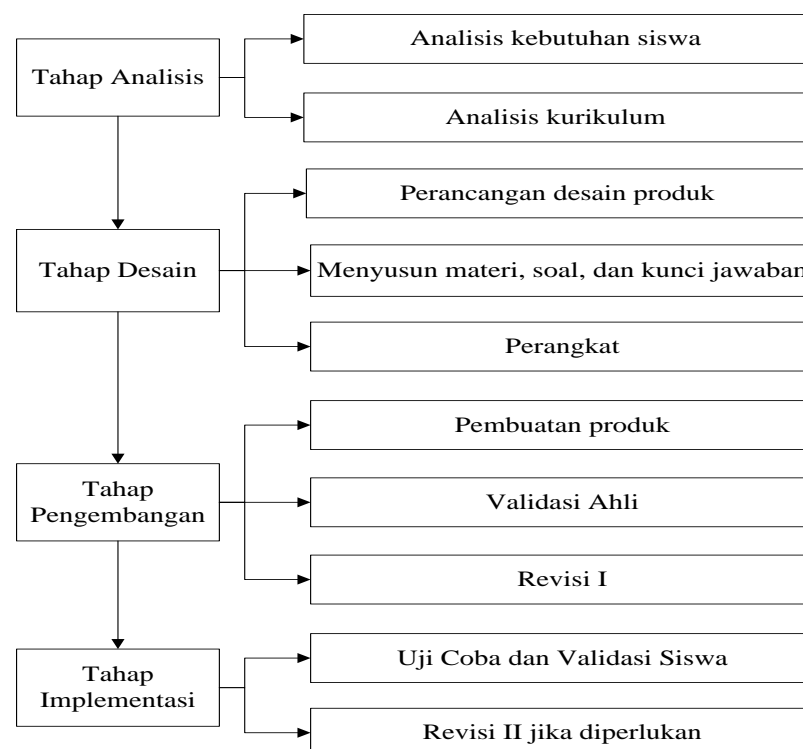 Tahap Analisis
Analisis kebutuhan siswa
Analisis kurikulum
Tahap Desain
Perancangan desain produk
Menyusun materi, soal, dan kunci jawaban
Perangkat
Tahap
Pengembangan
Pembuatan produk
Validasi Ahli
Revisi I
Tahap
Implementasi
Uji Coba dan Validasi Siswa
Revisi II jika diperlukan